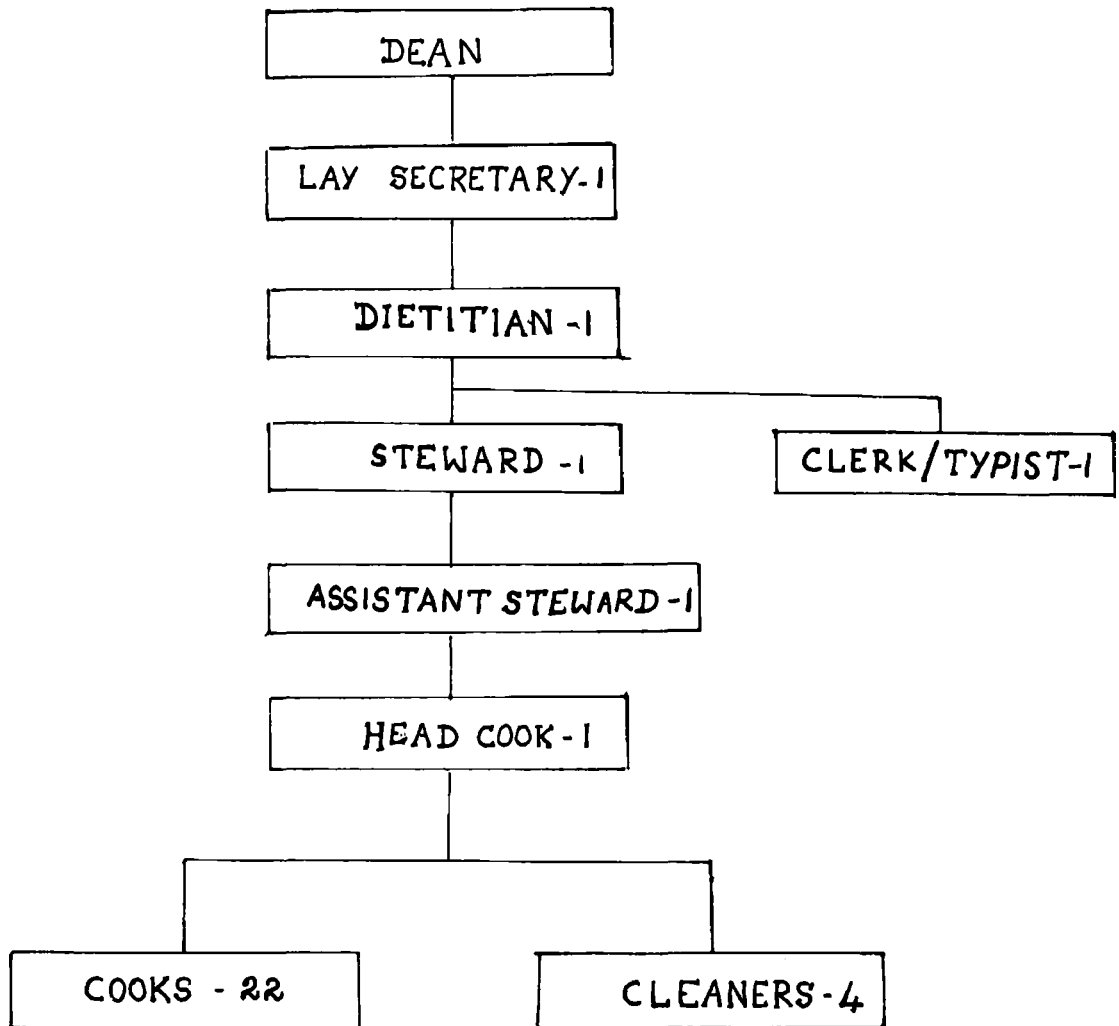 DEAN
LAY SECRETARY-1
DIETITIAN -1
STEWARD -1
CLERK/TYPIST-1
ASSISTANT STEWARD-1
HEAD COOK-1
COOKS - 22
CLEANERS-4